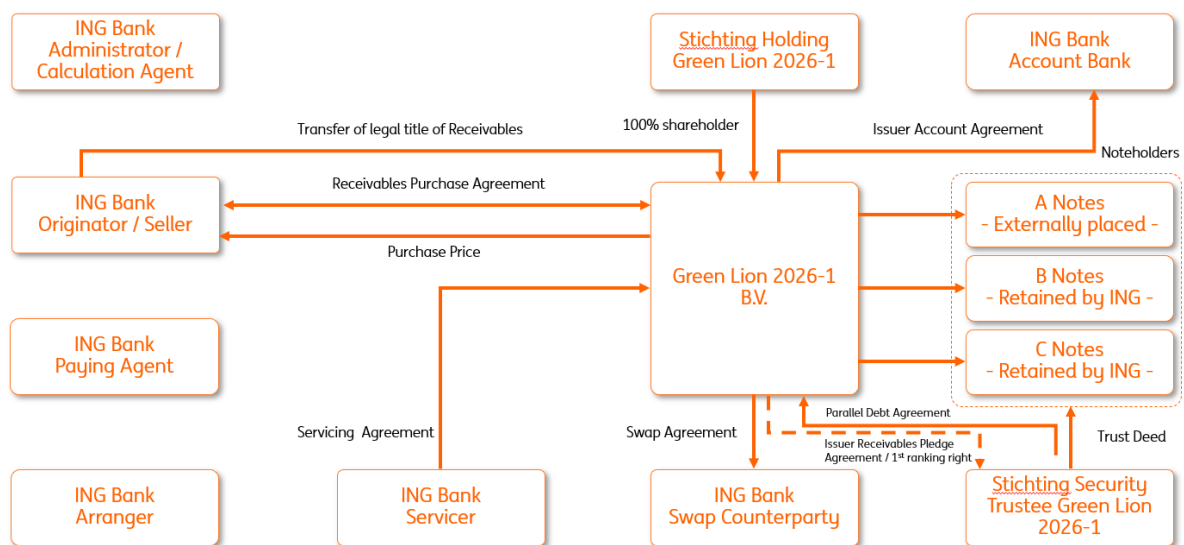 ING Bank
Administrator /
Calculation Agent
Stichting Holding
Green Lion 2026-1
ING Bank
Account Bank
Transfer of legal title of Receivables
100% shareholder
Issuer Account Agreement
Noteholders
ING Bank
Originator / Seller
Receivables Purchase Agreement
Purchase Price
Green Lion 2026-1
B.V.
A Notes
- Externally placed -
B Notes
- Retained by ING -
C Notes
- Retained by ING -
ING Bank
Paying Agent
Servicing Agreement
Swap Agreement
Parallel Debt Agreement
Issuer Receivables Pledge
Agreement / 1st ranking right
Trust Deed
ING Bank
Arranger
ING Bank
Servicer
ING Bank
Swap Counterparty
Stichting Security
Trustee Green Lion
2026-1